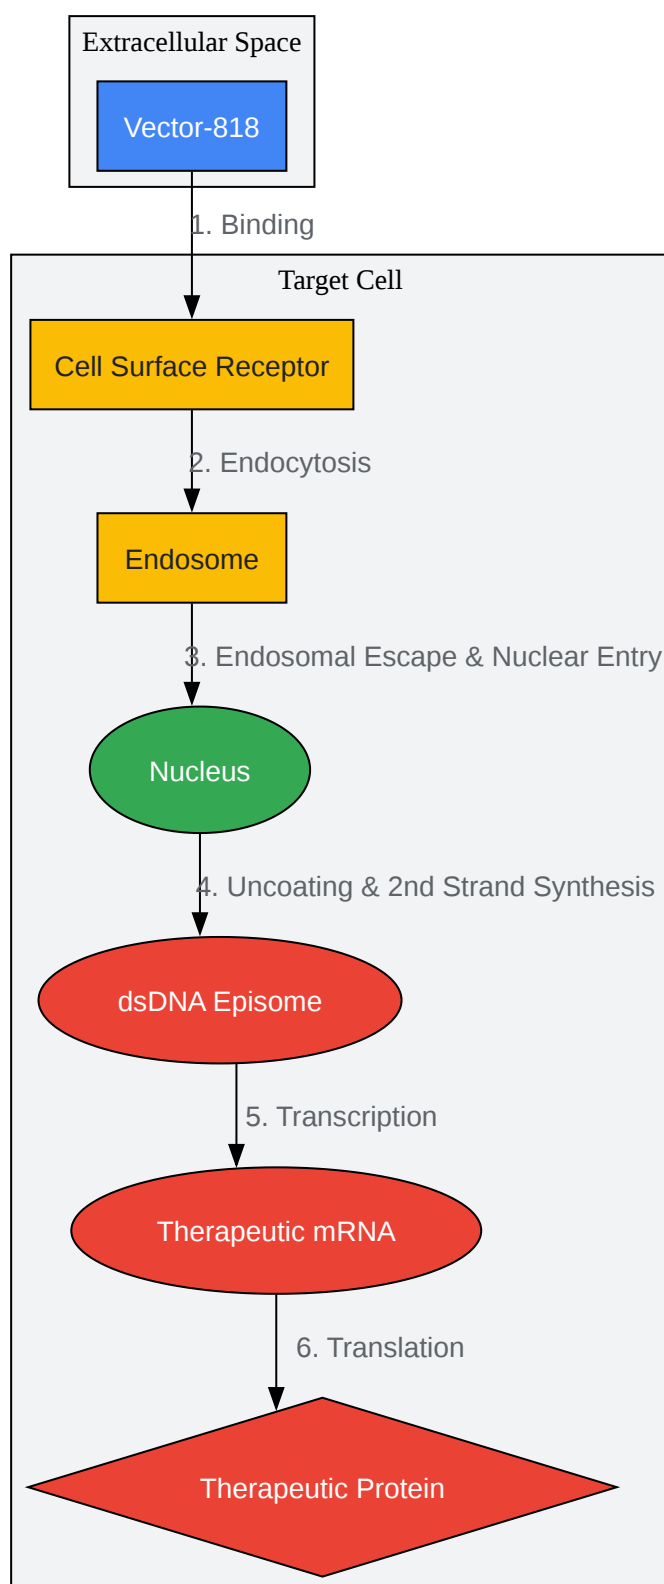 Extracellular Space
Vector-818
1. Binding
Target Cell
Cell Surface Receptor
2. Endocytosis
Endosome
3. Endosomal Escape & Nuclear Entry
Nucleus
4. Uncoating & 2nd Strand Synthesis
dsDNA Episome
5. Transcription
Therapeutic mRNA
6. Translation
Therapeutic Protein